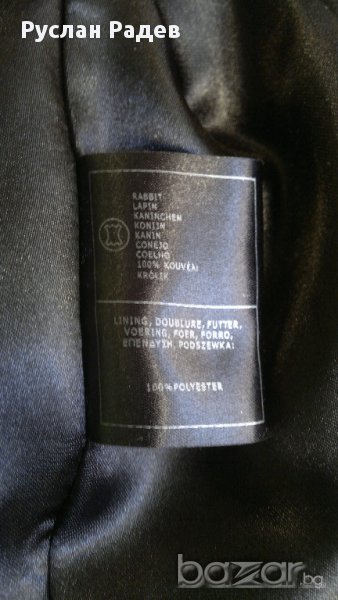 Руслан Радев
RABBIT
LAPIN
KANINCHEN
KONIJN
KANIN
CONEJO
COELHO
100% ΚΟΥΝΕΛΙ
KRÓLIK
LINING, DOUBLURE, FUTTER,
VOERING, FOER, FORRO,
ΕΠΕΝΔΥΣΗ, PODSZEWKA:
100%POLYESTER
bazar.bg